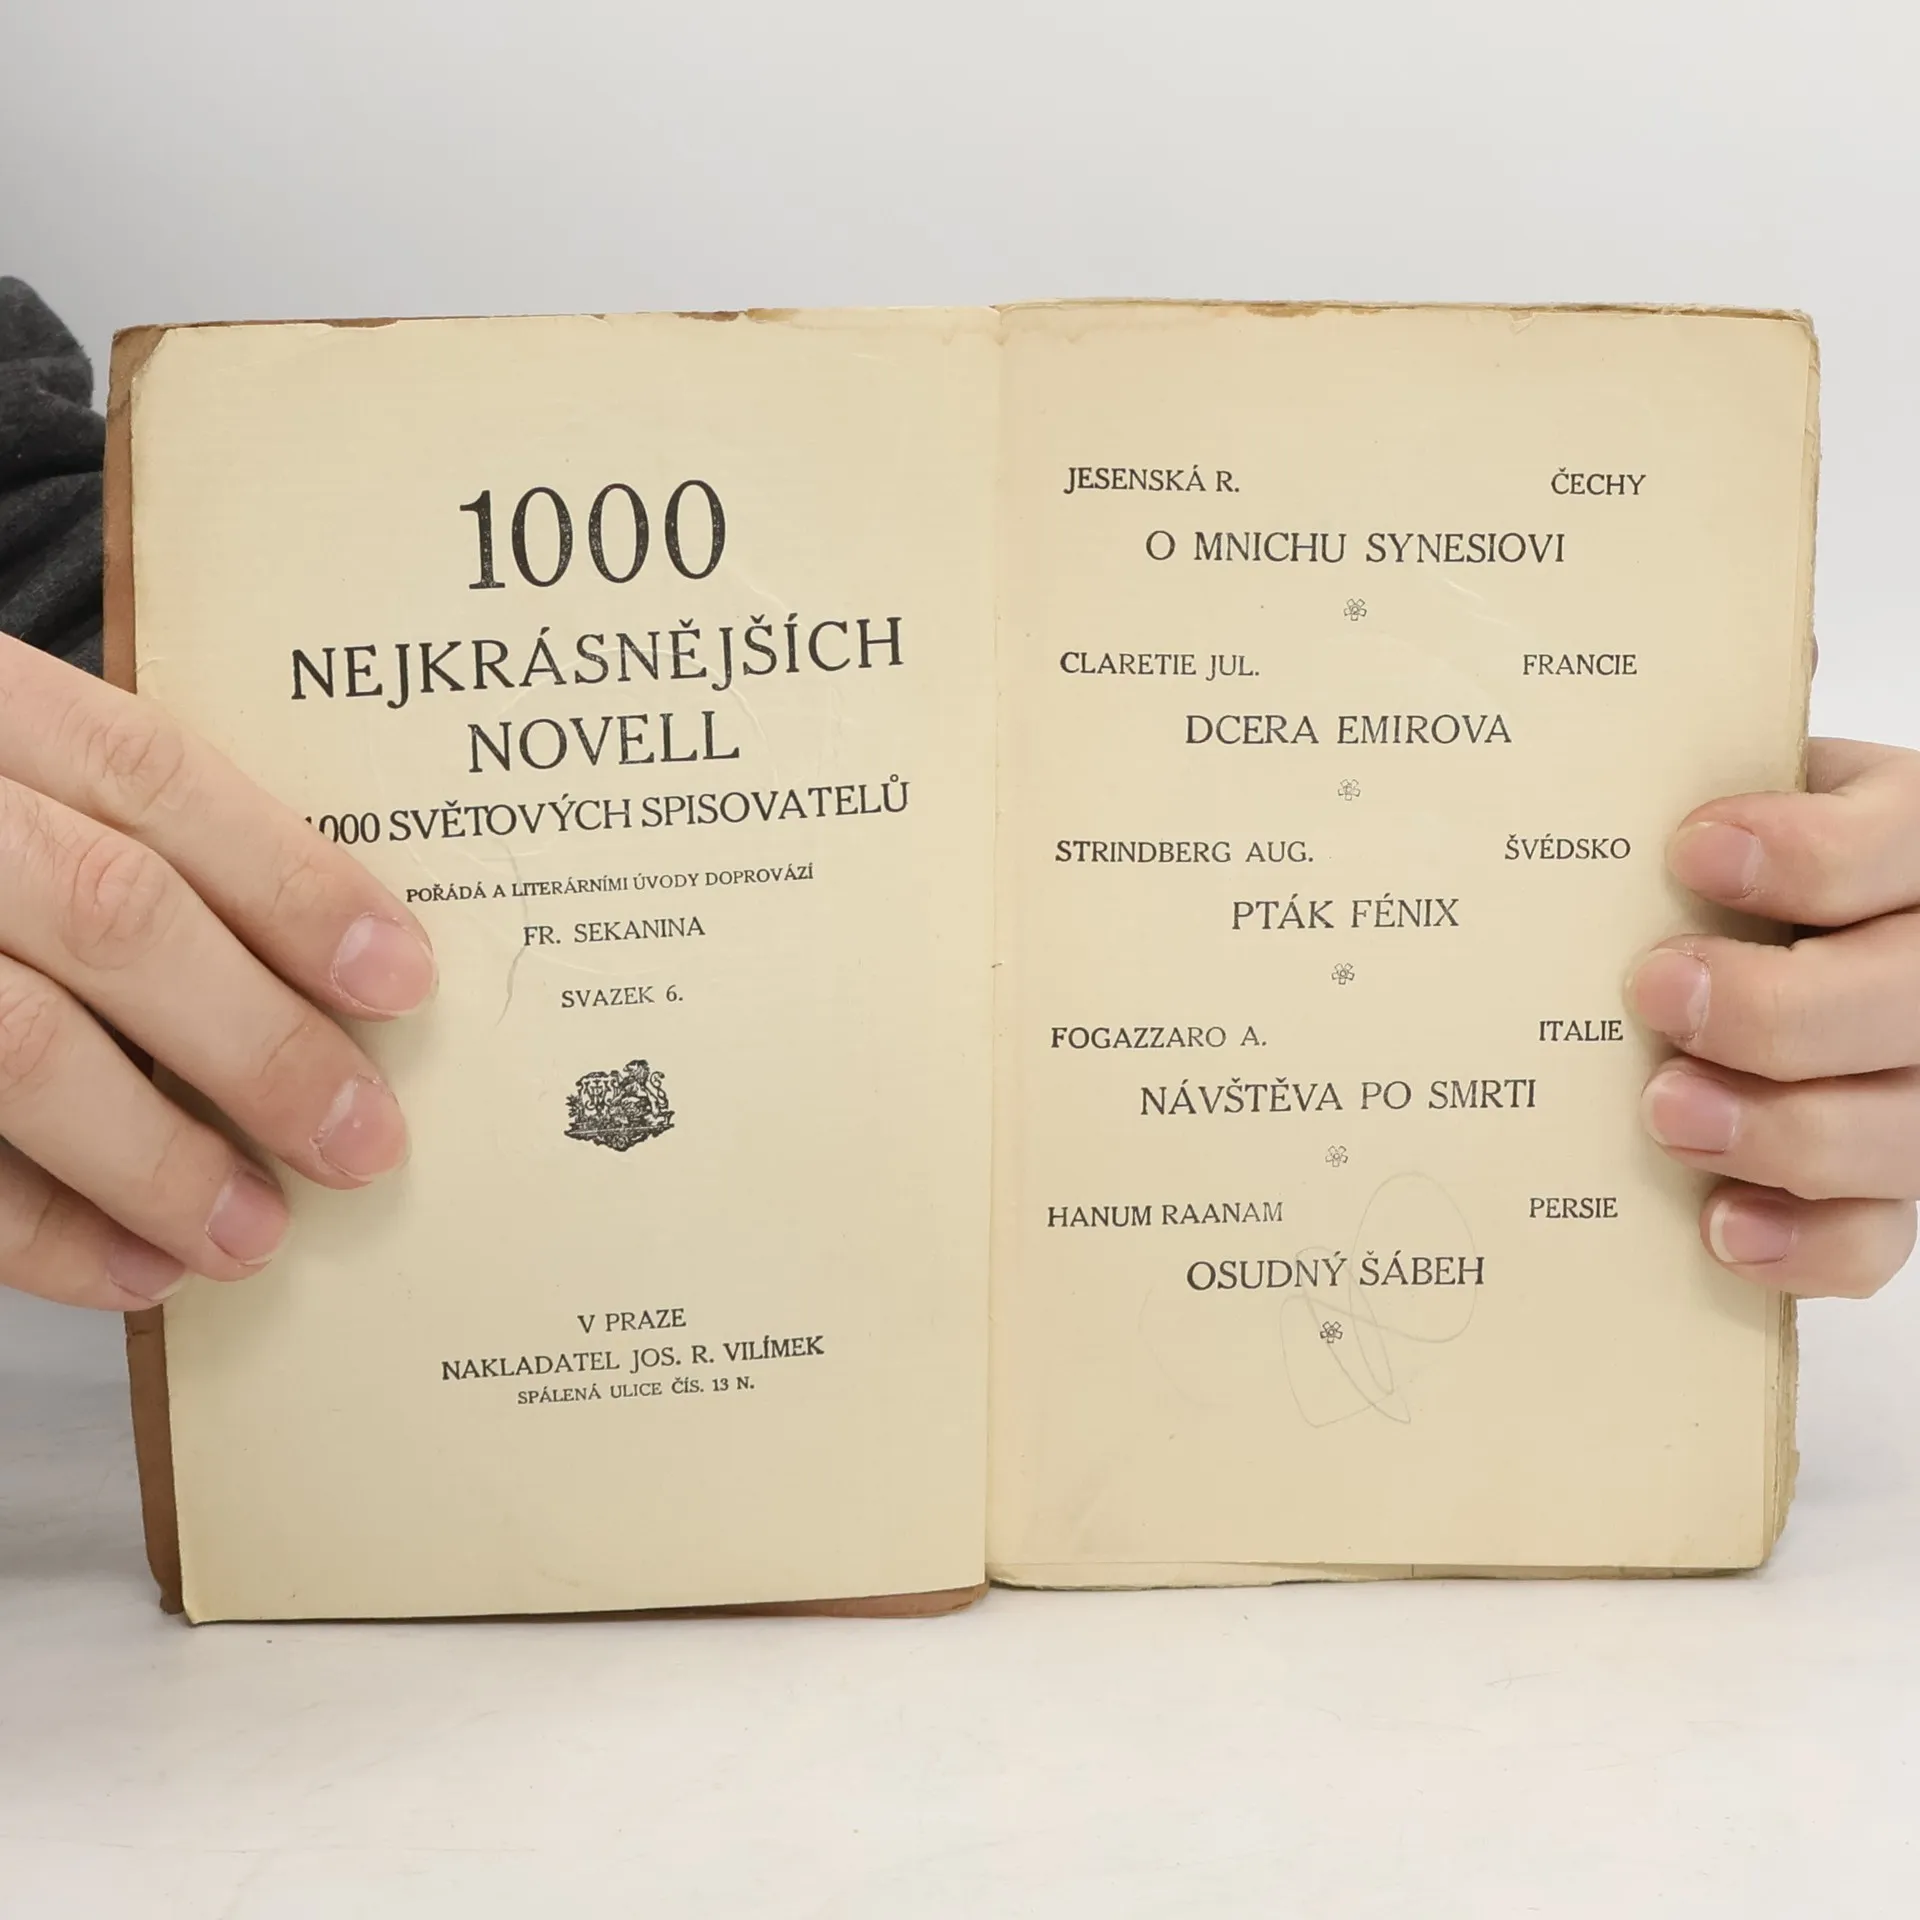 1000
NEJKRÁSNĚJŠÍCH
NOVELL
1000 SVĚTOVÝCH SPISOVATELŮ
POŘÁDÁ A LITERÁRNÍMI ÚVODY DOPROVÁZÍ
FR. SEKANINA
SVAZEK 6.
V PRAZE
NAKLADATEL JOS. R. VILÍMEK
SPÁLENÁ ULICE ČÍS. 13 N.
JESENSKÁ R. ČECHY
O MNICHU SYNESIOVI
CLARETIE JUL. FRANCIE
DCERA EMIROVA
STRINDBERG AUG. ŠVÉDSKO
PTÁK FÉNIX
FOGAZZARO A. ITALIE
NÁVŠTĚVA PO SMRTI
HANUM RAANAM PERSIE
OSUDNÝ ŠÁBEH